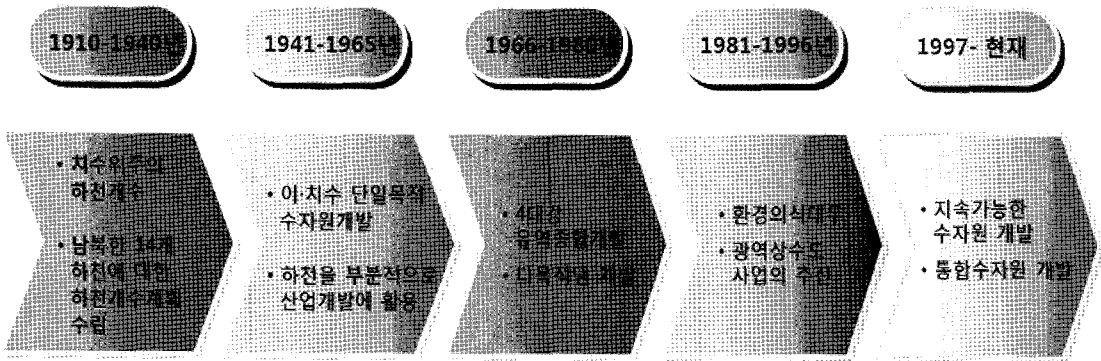 1910-1940년
1941-1965년
1966-1980년
1981-1996년
1997- 현재
• 치수위주의
하천개수
• 남북한 14개
하천에 대한
하천개수계획
수립
• 이·치수 단일목적
수자원개발
• 하천을 부분적으로
산업개발에 활용
• 4대강
유역종합개발
• 다목적댐 개발
• 환경의식대두
• 광역상수도
사업의 추진
• 지속가능한
수자원 개발
• 통합수자원 개발